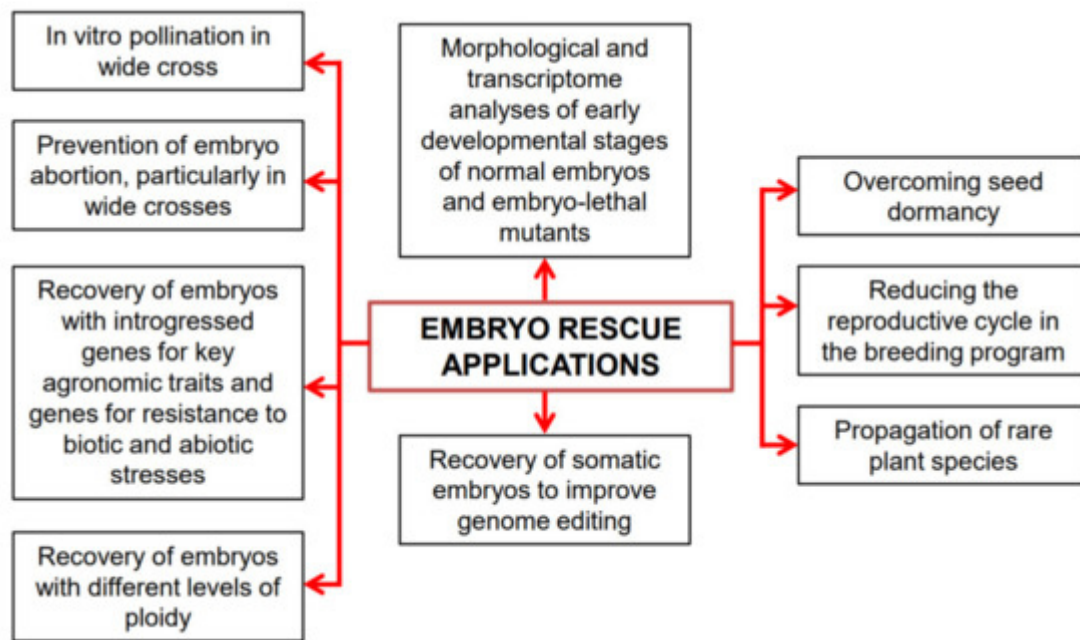 In vitro pollination in
wide cross
Prevention of embryo
abortion, particularly in
wide crosses
Recovery of embryos
with introgressed
genes for key
agronomic traits and
genes for resistance to
biotic and abiotic
stresses
Recovery of embryos
with different levels of
ploidy
Morphological and
transcriptome
analyses of early
developmental stages
of normal embryos
and embryo-lethal
mutants
EMBRYO RESCUE
APPLICATIONS
Recovery of somatic
embryos to improve
genome editing
Overcoming seed
dormancy
Reducing the
reproductive cycle in
the breeding program
Propagation of rare
plant species